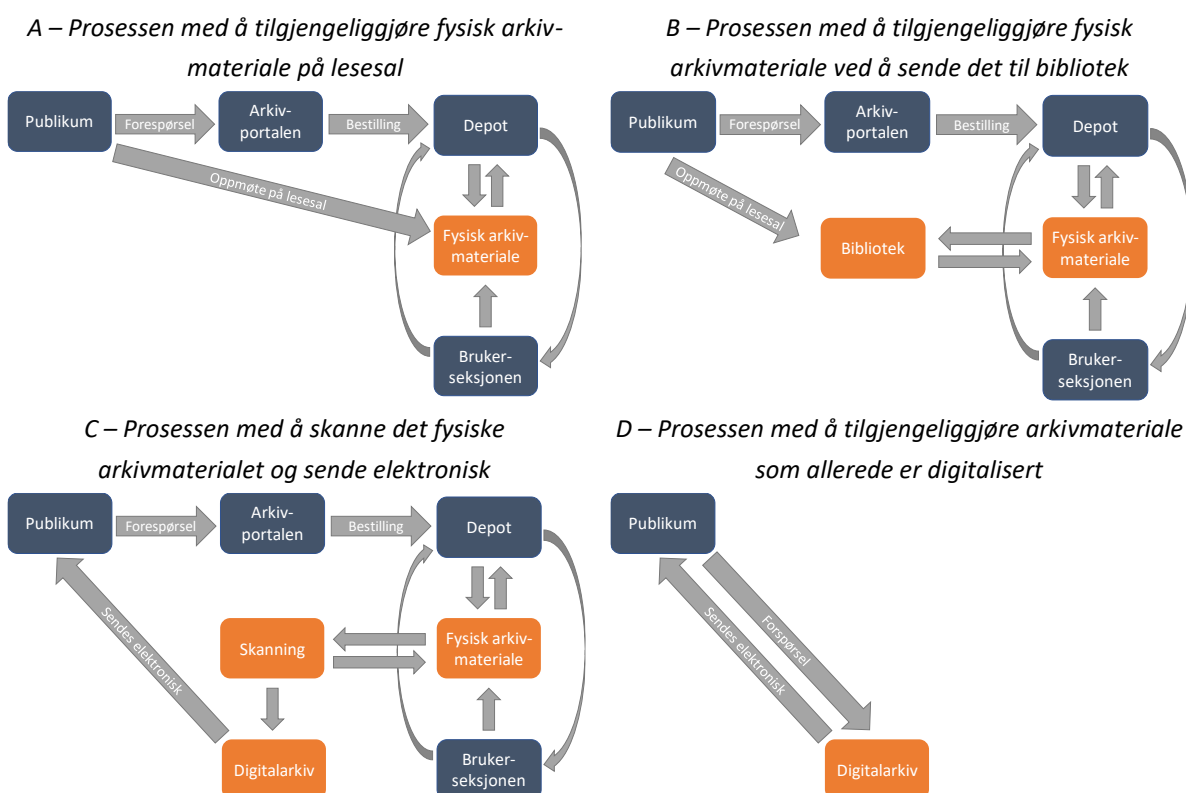 A – Prosessen med å tilgjengeliggjøre fysisk arkiv-
materiale på lesesal
Publikum
Forespørsel
Arkiv-
portalen
Bestilling
Depot
Oppmøte på lesesal
Fysisk arkiv-
materiale
Bruker-
seksjonen
B – Prosessen med å tilgjengeliggjøre fysisk
arkivmateriale ved å sende det til bibliotek
Publikum
Forespørsel
Arkiv-
portalen
Bestilling
Depot
Oppmøte på lesesal
Bibliotek
Fysisk arkiv-
materiale
Bruker-
seksjonen
C – Prosessen med å skanne det fysiske
arkivmaterialet og sende elektronisk
Publikum
Forespørsel
Arkiv-
portalen
Bestilling
Depot
Sendes elektronisk
Skanning
Fysisk arkiv-
materiale
Digitalarkiv
Bruker-
seksjonen
D – Prosessen med å tilgjengeliggjøre arkivmateriale
som allerede er digitalisert
Publikum
Forspørsel
Sendes elektronisk
Digitalarkiv